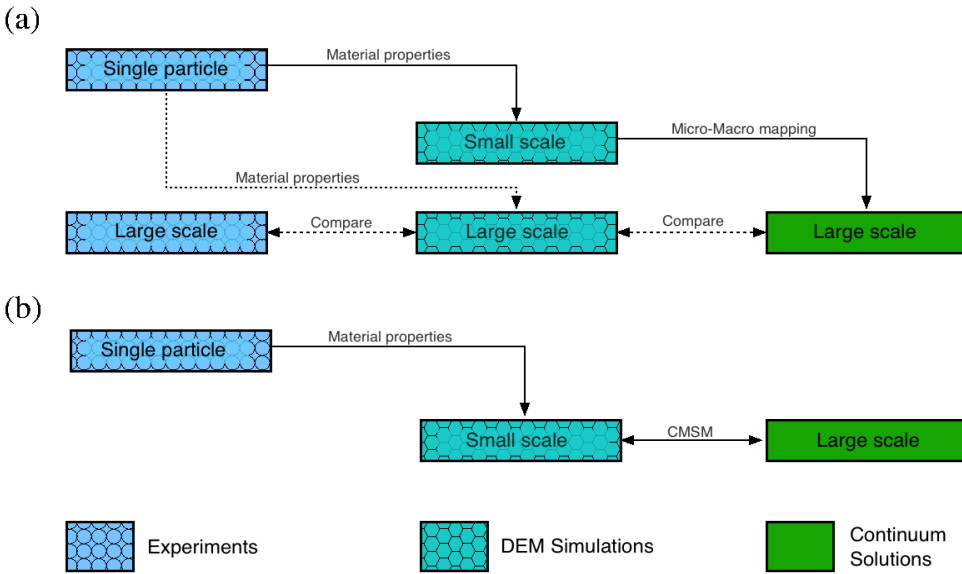 (a)
Single particle
Material properties
Small scale
Micro-Macro mapping
Material properties
Large scale
Compare
Large scale
Compare
Large scale
(b)
Single particle
Material properties
Small scale
CMSM
Large scale
Experiments
DEM Simulations
Continuum
Solutions